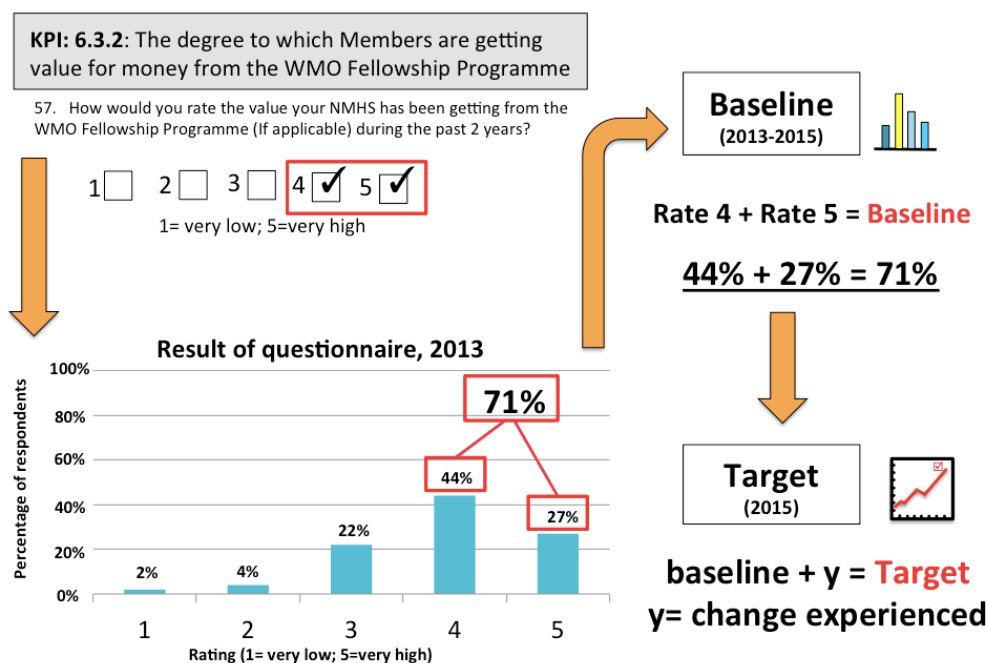 KPI: 6.3.2: The degree to which Members are getting
value for money from the WMO Fellowship Programme
57. How would you rate the value your NMHS has been getting from the
WMO Fellowship Programme (If applicable) during the past 2 years?
1 2 3 4 5
1= very low; 5=very high
Result of questionnaire, 2013
Percentage of respondents
100%
80%
60%
40%
20%
0%
71%
2%
4%
22%
44%
27%
1 2 3 4 5
Rating (1= very low; 5=very high)
Baseline
(2013-2015)
Rate 4 + Rate 5 = Baseline
44% + 27% = 71%
Target
(2015)
baseline + y = Target
y= change experienced